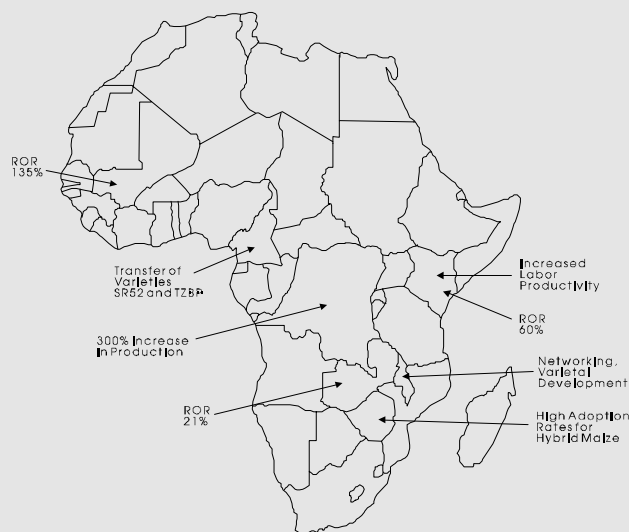 ROR
135%
Transfer of
Varieties
SR52 and TZBP
Increased
Labor
Productivity
ROR
60%
300% Increase
in Production
Networking,
Varietal
Development
ROR
21%
High Adoption
Rates for
Hybrid Maize